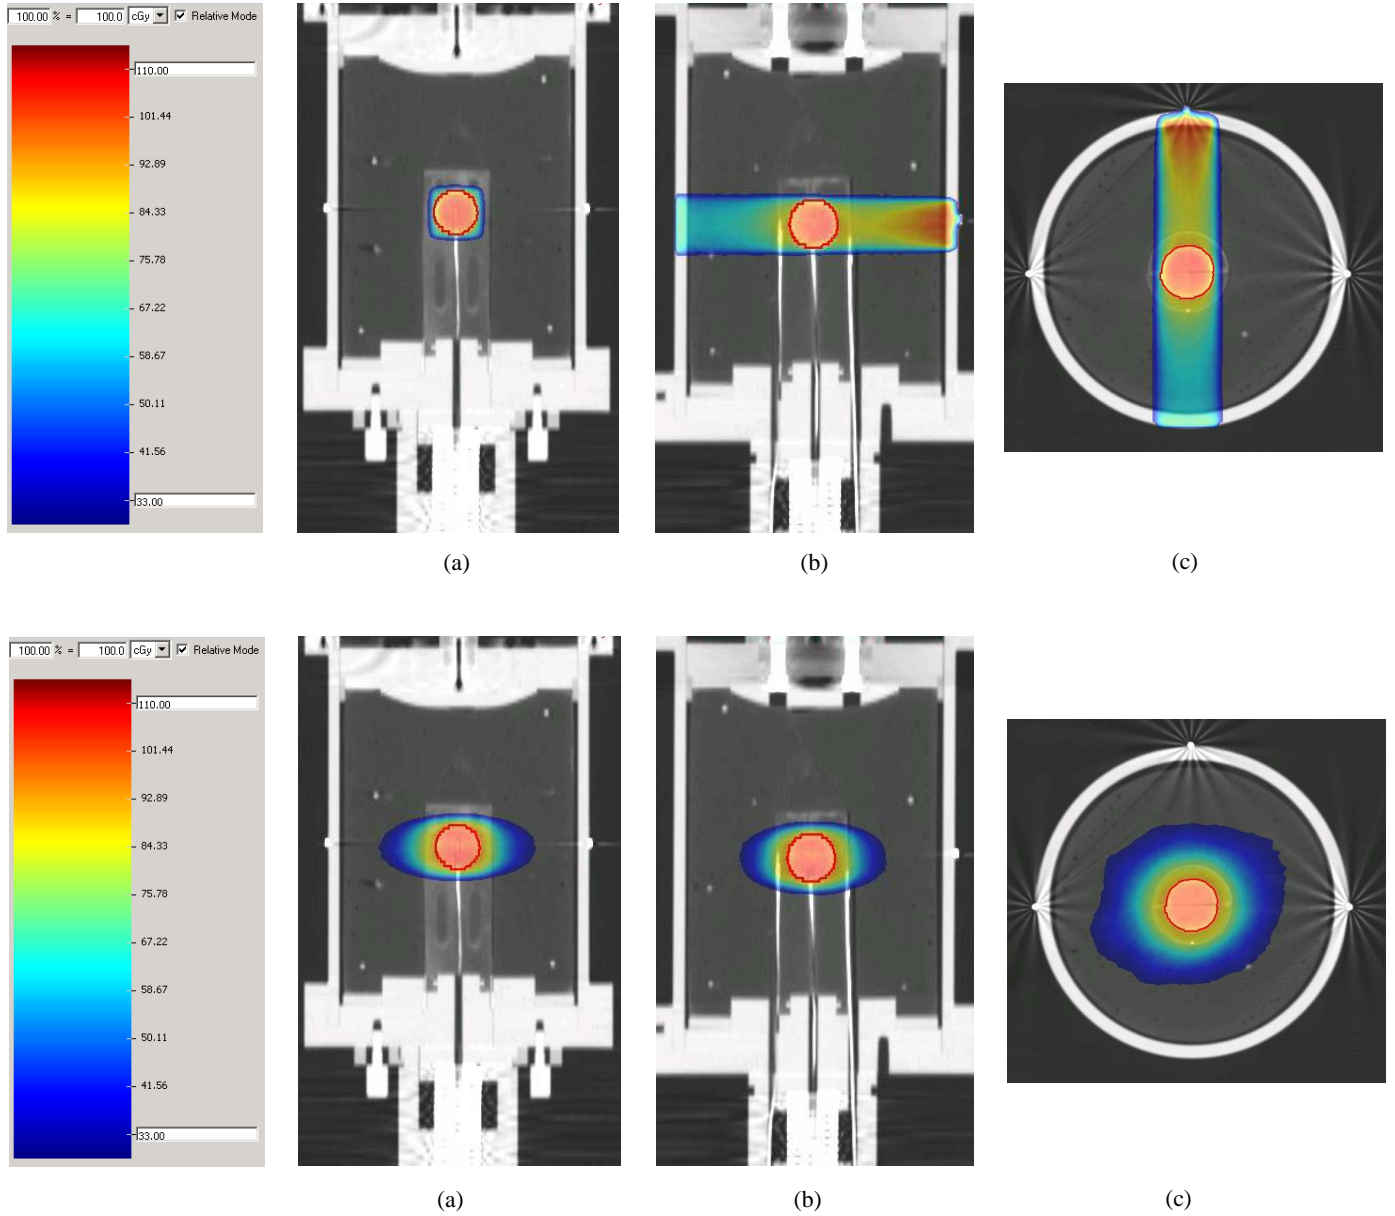 100.00 % = 100.0 cGy Relative Mode
110.00
101.44
92.89
84.33
75.78
67.22
58.67
50.11
41.56
33.00
(a)
(b)
(c)
100.00 % = 100.0 cGy Relative Mode
110.00
101.44
92.89
84.33
75.78
67.22
58.67
50.11
41.56
33.00
(a)
(b)
(c)